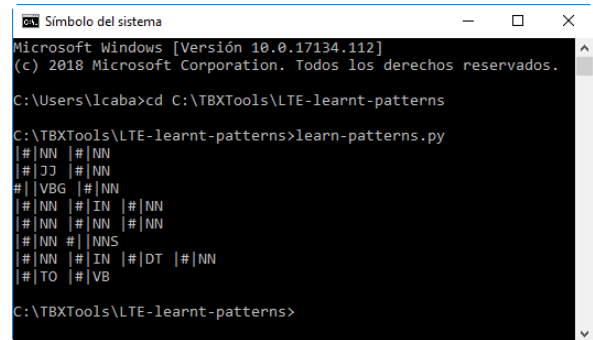 Símbolo del sistema
Microsoft Windows [Versión 10.0.17134.112]
(c) 2018 Microsoft Corporation. Todos los derechos reservados.
C:\Users\lcaba>cd C:\TBXTools\LTE-learnt-patterns
C:\TBXTools\LTE-learnt-patterns>learn-patterns.py
|#|NN |#|NN
|#|JJ |#|NN
#||VBG |#|NN
|#|NN |#|IN |#|NN
|#|NN |#|NN |#|NN
|#|NN #||NNS
|#|NN |#|IN |#|DT |#|NN
|#|TO |#|VB
C:\TBXTools\LTE-learnt-patterns>